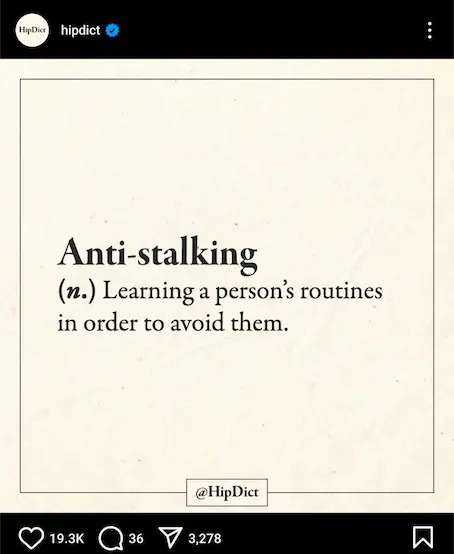 HipDict
hipdict
Anti-stalking
(n.) Learning a person’s routines
in order to avoid them.
@HipDict
19.3K 36 3,278